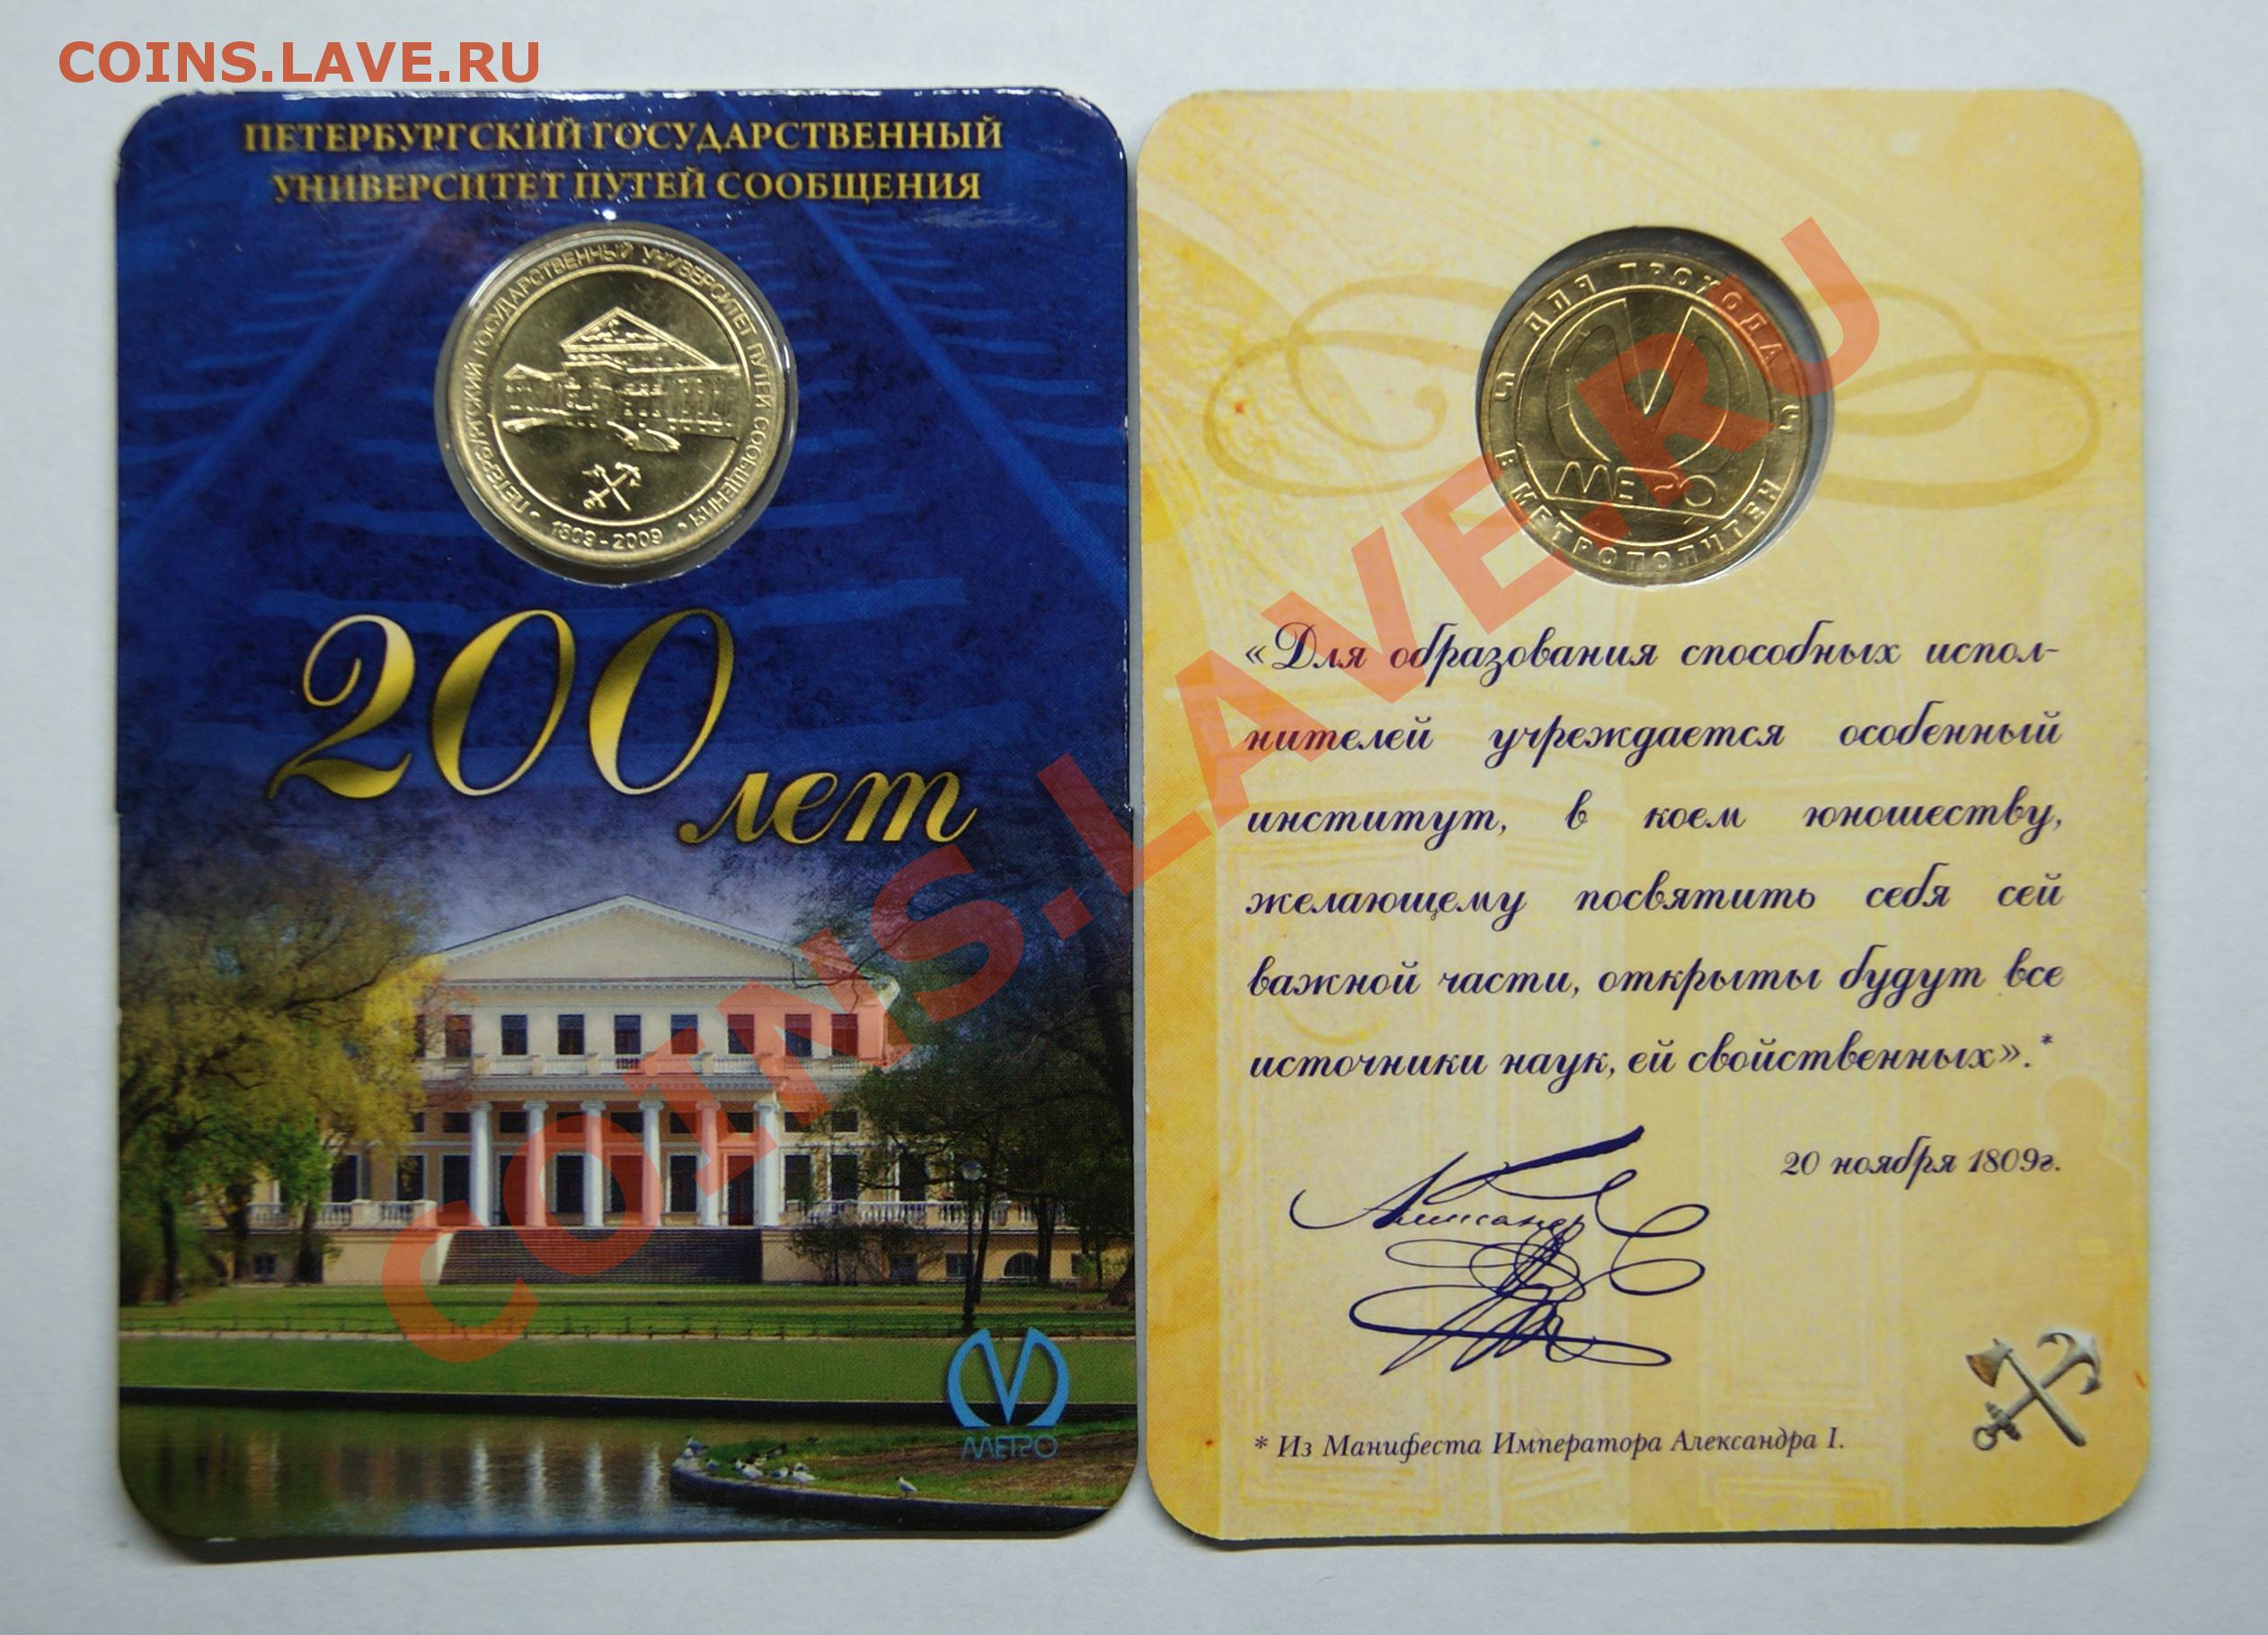 COINS.LAVE.RU
ПЕТЕРБУРГСКИЙ ГОСУДАРСТВЕННЫЙ
УНИВЕРСИТЕТ ПУТЕЙ СООБЩЕНИЯ
• ПЕТЕРБУРГСКИЙ ГОСУДАРСТВЕННЫЙ УНИВЕРСИТЕТ ПУТЕЙ СООБЩЕНИЯ •
1809-2009
200 лет
МЕТРО
ДЛЯ ПРОХОДА
В МЕТРОПОЛИТЕН
МЕТРО
«Для образования способных испол-
нителей учреждается особенный
институт, в коем юношеству,
желающему посвятить себя сей
важной части, открыты будут все
источники наук, ей свойственных».*
20 ноября 1809г.
Александр
* Из Манифеста Императора Александра I.
COINS.LAVE.RU